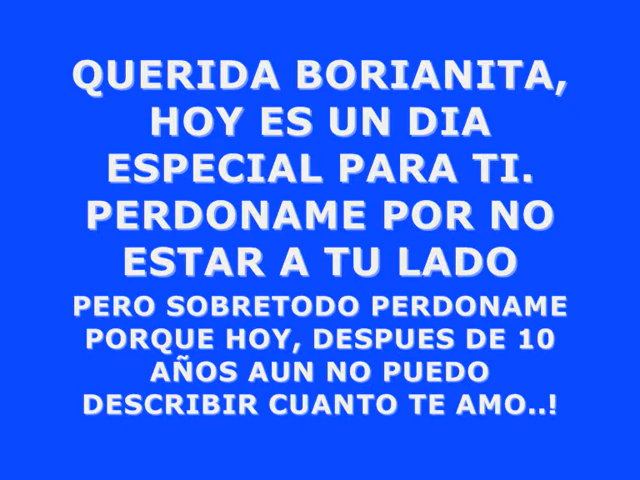 QUERIDA BORIANITA,
HOY ES UN DIA
ESPECIAL PARA TI.
PERDONAME POR NO
ESTAR A TU LADO
PERO SOBRETODO PERDONAME
PORQUE HOY, DESPUES DE 10
AÑOS AUN NO PUEDO
DESCRIBIR CUANTO TE AMO..!